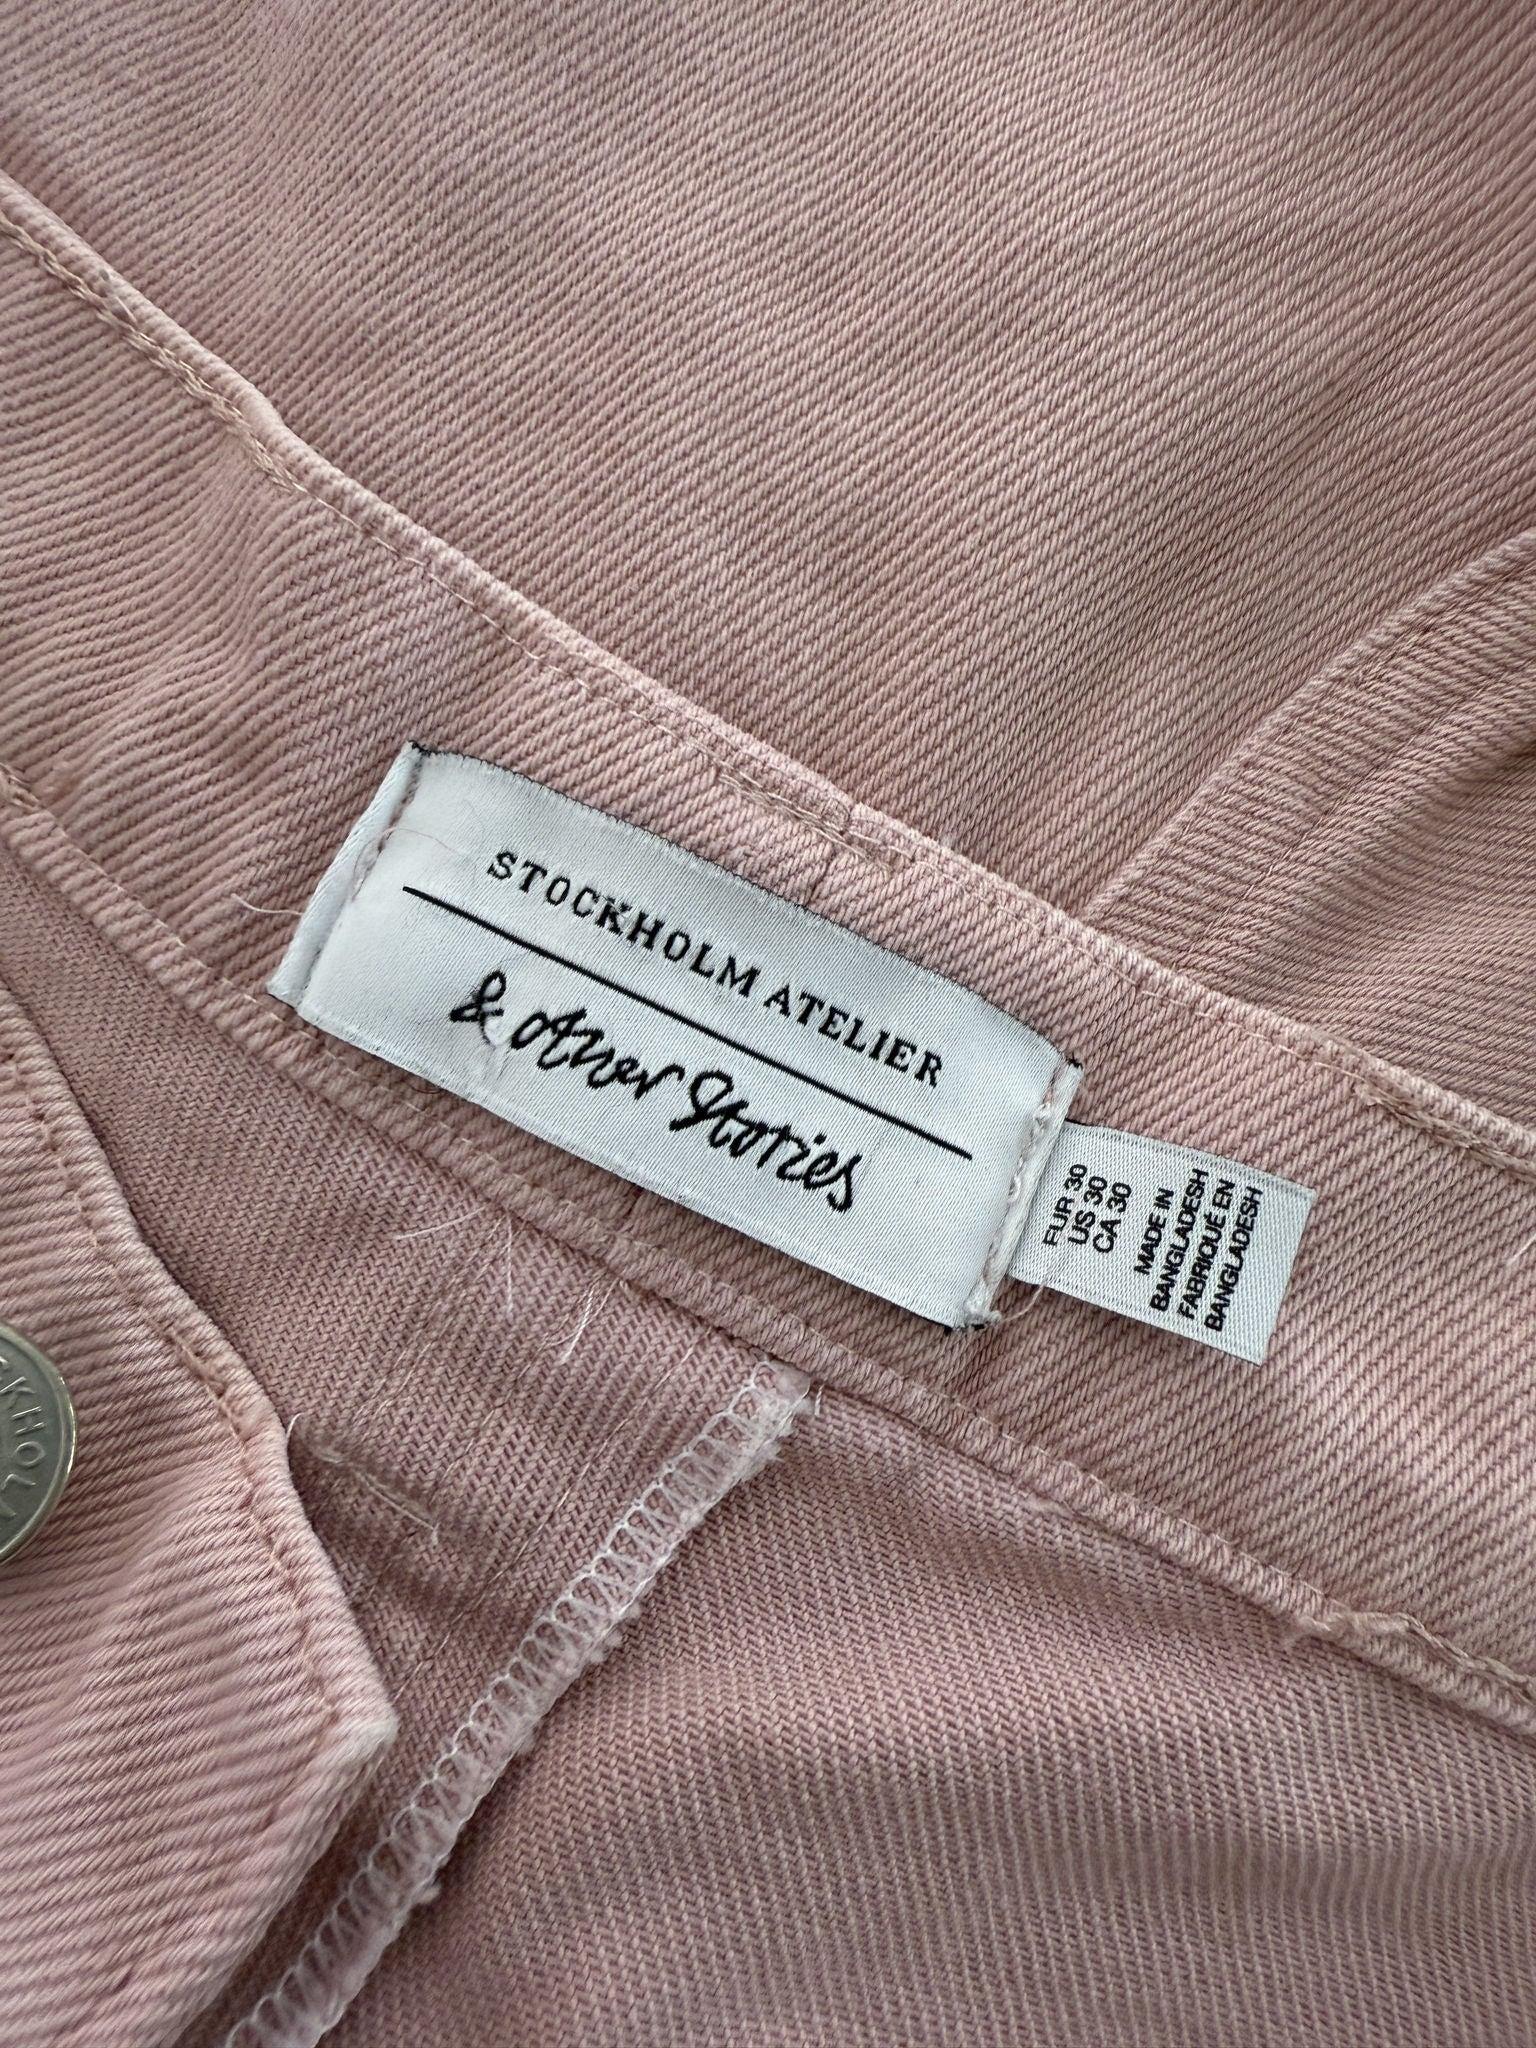 STOCKHOLM ATELIER
& Other Stories
EUR 30
US 30
CA 30
MADE IN
BANGLADESH
FABRIQUÉ EN
BANGLADESH